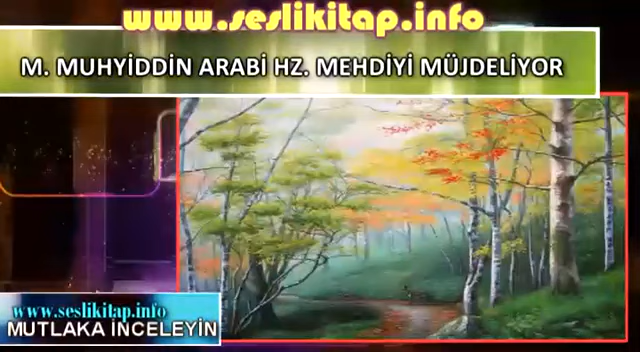 www.seslikitap.info
M. MUHYİDDİN ARABİ HZ. MEHDİYİ MÜJDELİYOR
www.seslikitap.info
MUTLAKA İNCELEYİN